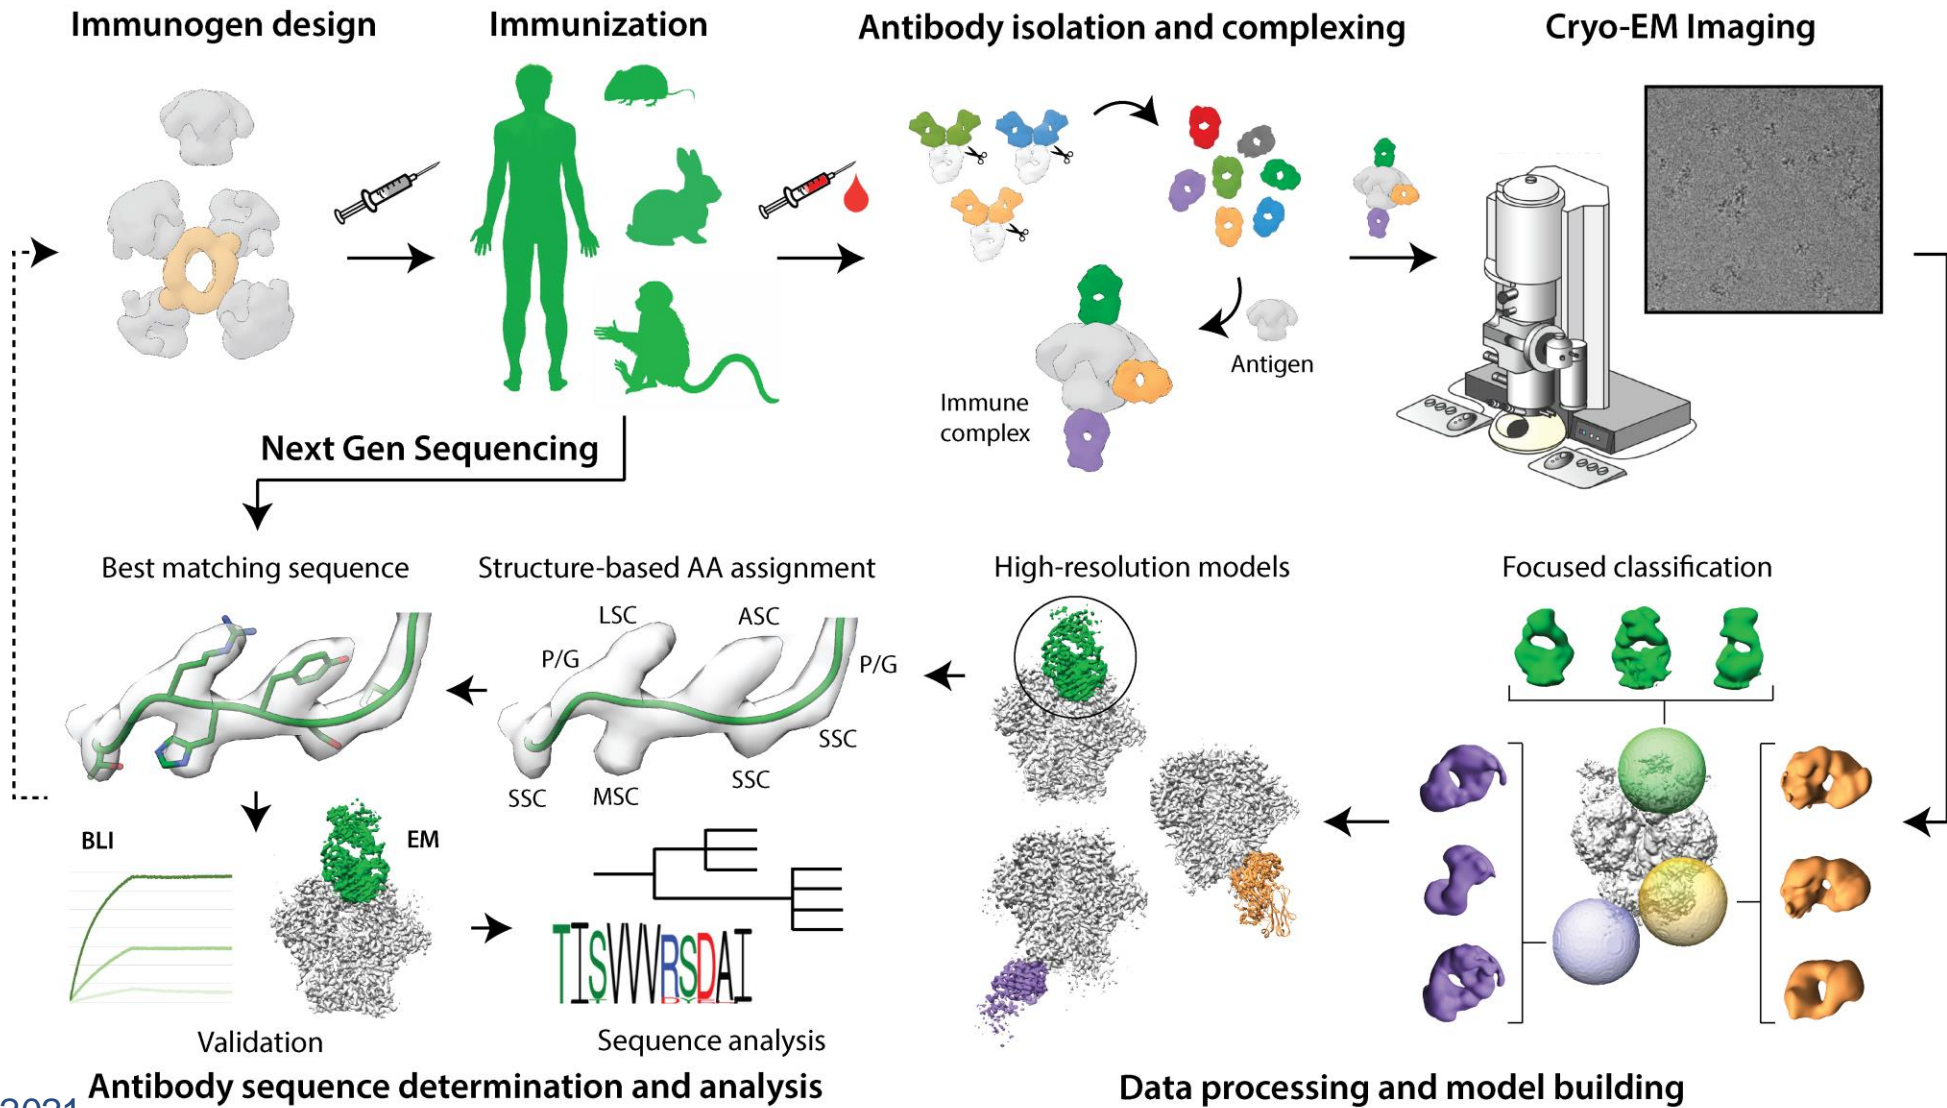 Immunogen design
Immunization
Antibody isolation and complexing
Cryo-EM Imaging
Antigen
Immune
complex
Next Gen Sequencing
Best matching sequence
Structure-based AA assignment
High-resolution models
Focused classification
LSC
ASC
P/G
P/G
SSC
SSC
MSC
SSC
BLI
EM
TISVVWRSDAI
Validation
Sequence analysis
Antibody sequence determination and analysis
Data processing and model building